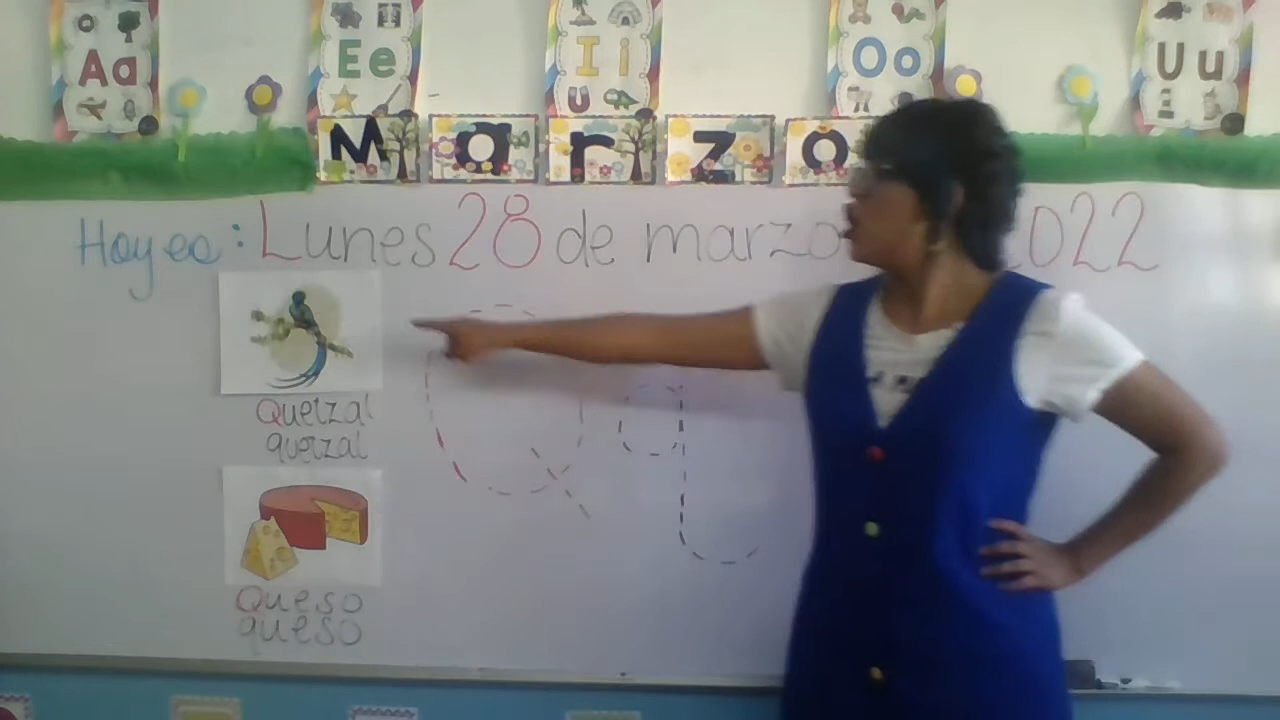 Aa Ee Ii Oo Uu
Marzo
Hoy es: Lunes 28 de marzo 2022
Q q
Quetzal
quetzal
Queso
queso